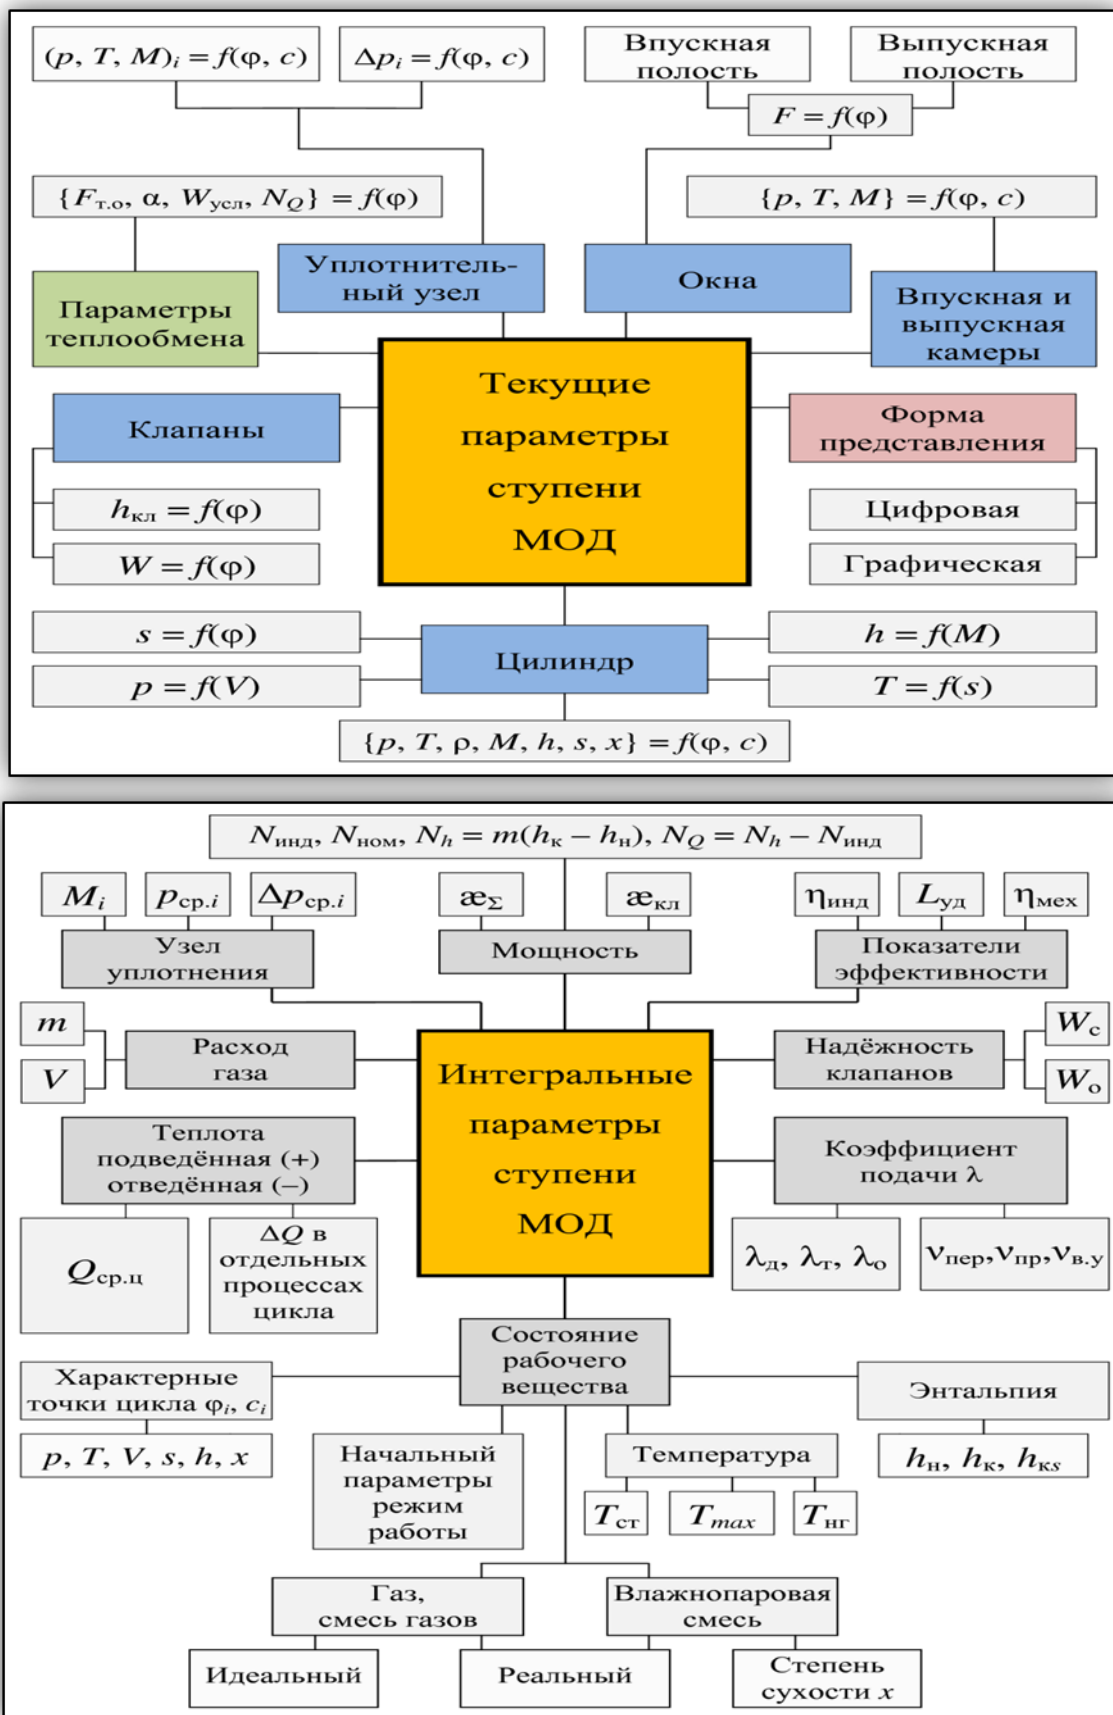 (p, T, M)i = f(φ, c)
Δpi = f(φ, c)
Впускная
полость
Выпускная
полость
F = f(φ)
{Fт.о, α, Wусл, NQ} = f(φ)
{p, T, M} = f(φ, c)
Уплотнитель-
ный узел
Окна
Параметры
теплообмена
Впускная и
выпускная
камеры
Текущие
параметры
ступени
МОД
Клапаны
Форма
представления
hкл = f(φ)
W = f(φ)
Цифровая
Графическая
s = f(φ)
p = f(V)
Цилиндр
h = f(M)
T = f(s)
{p, T, ρ, M, h, s, x} = f(φ, c)
Nинд, Nном, Nh = m(hк − hн), NQ = Nh − Nинд
Mi
pср.i
Δpср.i
æΣ
æкл
ηинд
Lуд
ηмех
Узел
уплотнения
Мощность
Показатели
эффективности
m
V
Расход
газа
Интегральные
параметры
ступени
МОД
Надёжность
клапанов
Wс
Wо
Теплота
подведённая (+)
отведённая (–)
Коэффициент
подачи λ
Qср.ц
ΔQ в
отдельных
процессах
цикла
λд, λт, λо
νпер,νпр,νв.у
Состояние
рабочего
вещества
Характерные
точки цикла φi, ci
p, T, V, s, h, x
Начальный
параметры
режим
работы
Температура
Tст
Tmax
Tнг
Энтальпия
hн, hк, hкs
Газ,
смесь газов
Влажнопаровая
смесь
Идеальный
Реальный
Степень
сухости x